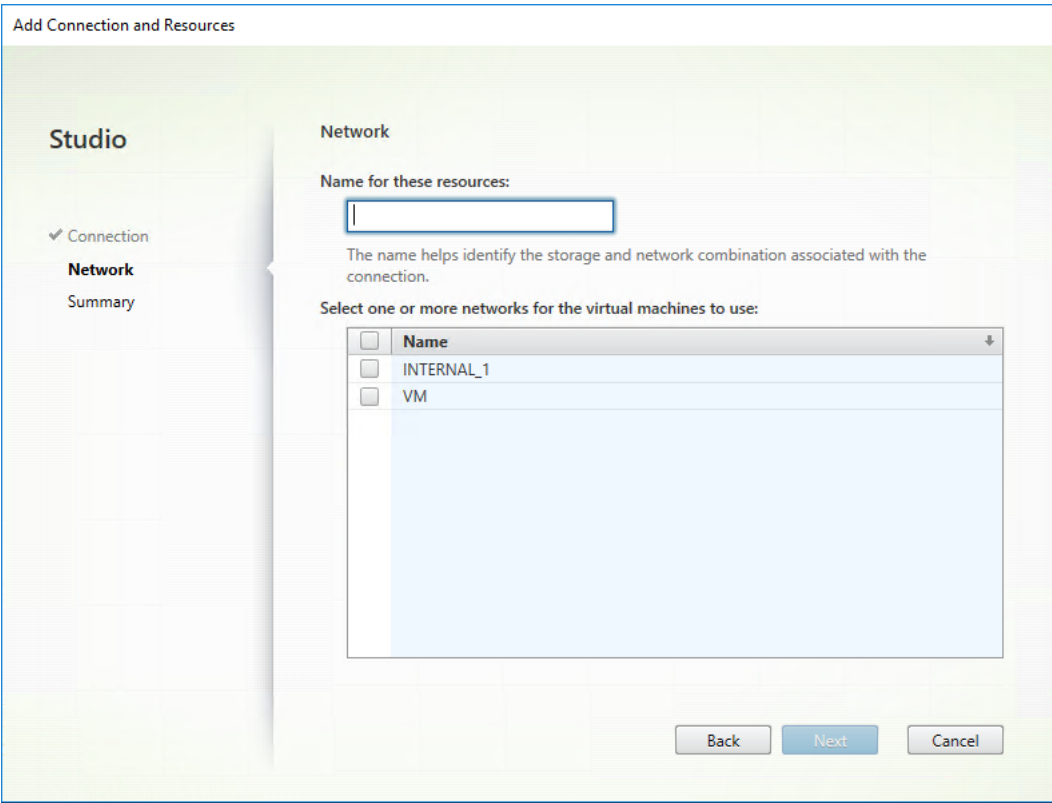 Add Connection and Resources
Studio
Connection
Network
Summary
Network
Name for these resources:
The name helps identify the storage and network combination associated with the
connection.
Select one or more networks for the virtual machines to use:
Name
INTERNAL_1
VM
Back
Next
Cancel